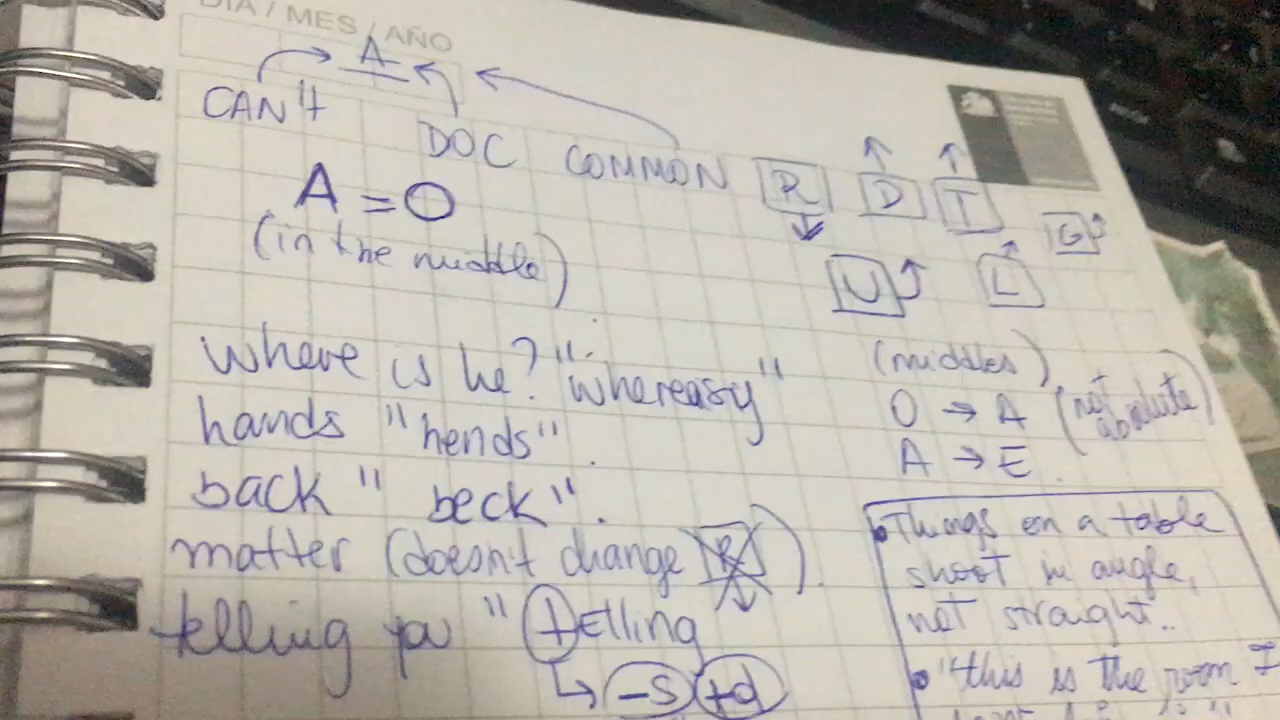 DIA / MES / AÑO
A
CAN't
DOC COMMON R D I
G
U L
A = O
(in the middle)
Where is he? "whereasy"
hands "hends".
back "beck".
matter (doesn't change R).
telling you "tElling
-s +d
(middles)
O → A (not absolute)
A → E
• Things on a table
shoot in angle,
not straight..
• "this is the room I